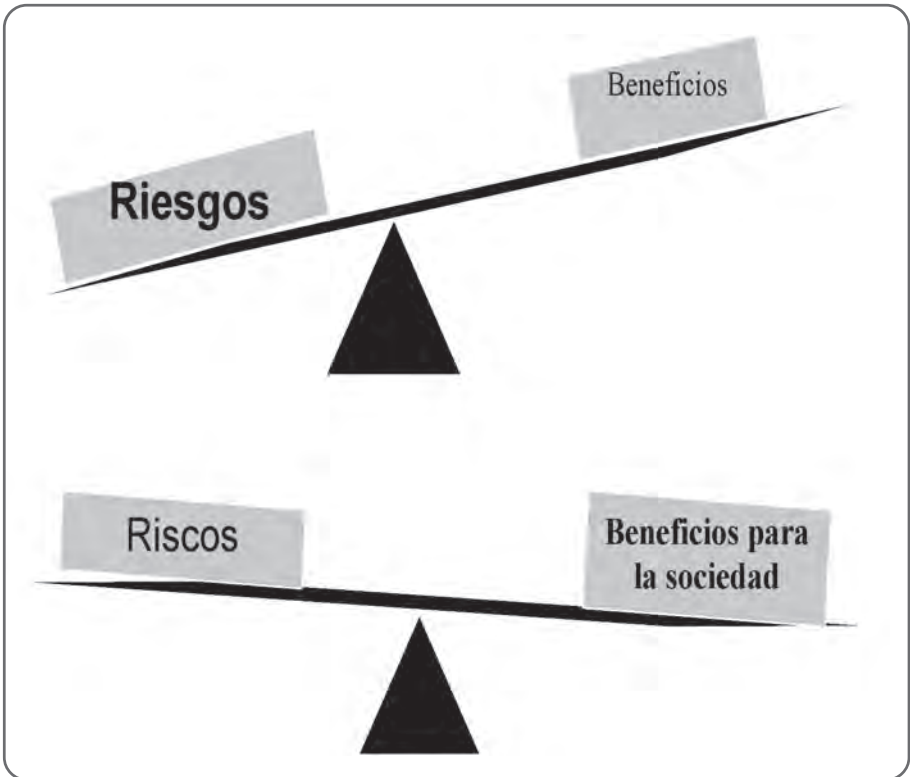 Beneficios
Riesgos
Riscos
Beneficios para
la sociedad